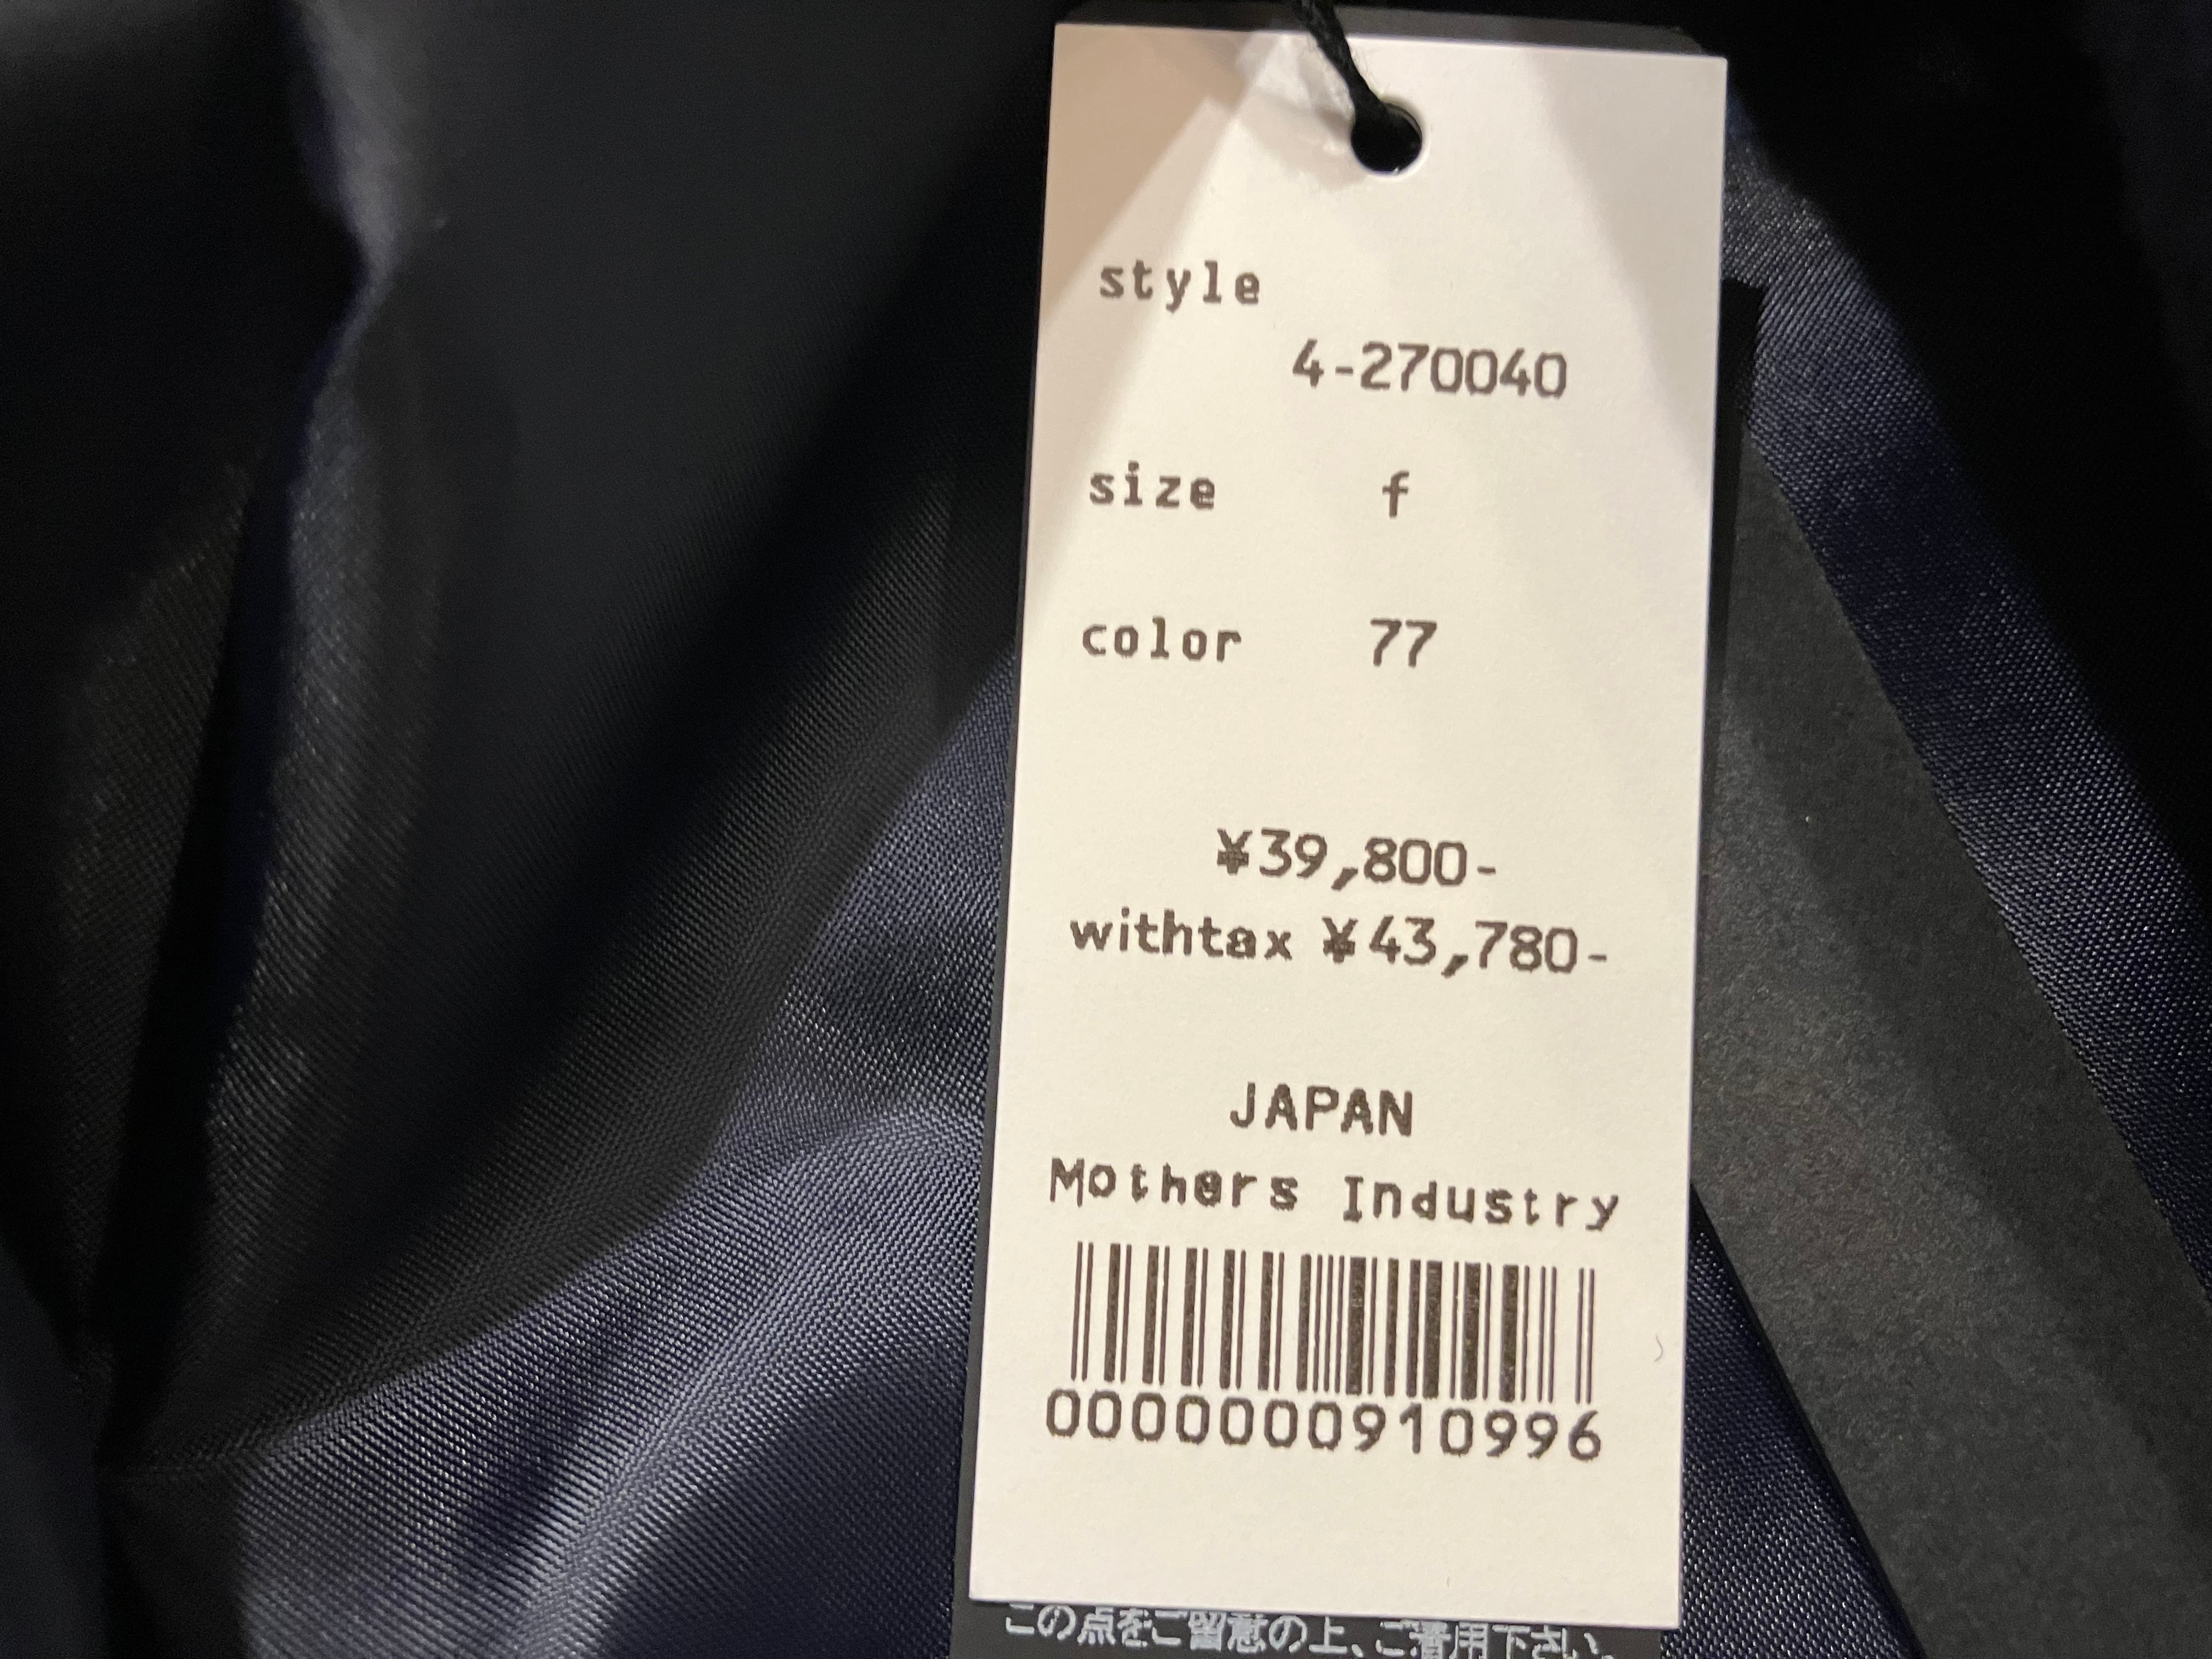 style
4-270040
size f
color 77
¥39,800-
withtax ¥43,780-
JAPAN
Mothers Industry
0000000910996
この点をご留意の上、ご着用下さい。